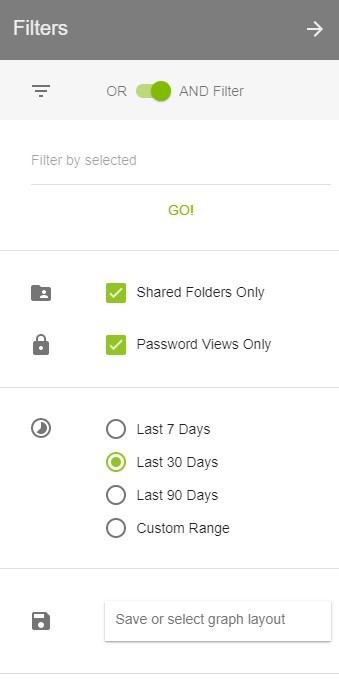 Filters
OR AND Filter
Filter by selected
GO!
Shared Folders Only
Password Views Only
Last 7 Days
Last 30 Days
Last 90 Days
Custom Range
Save or select graph layout